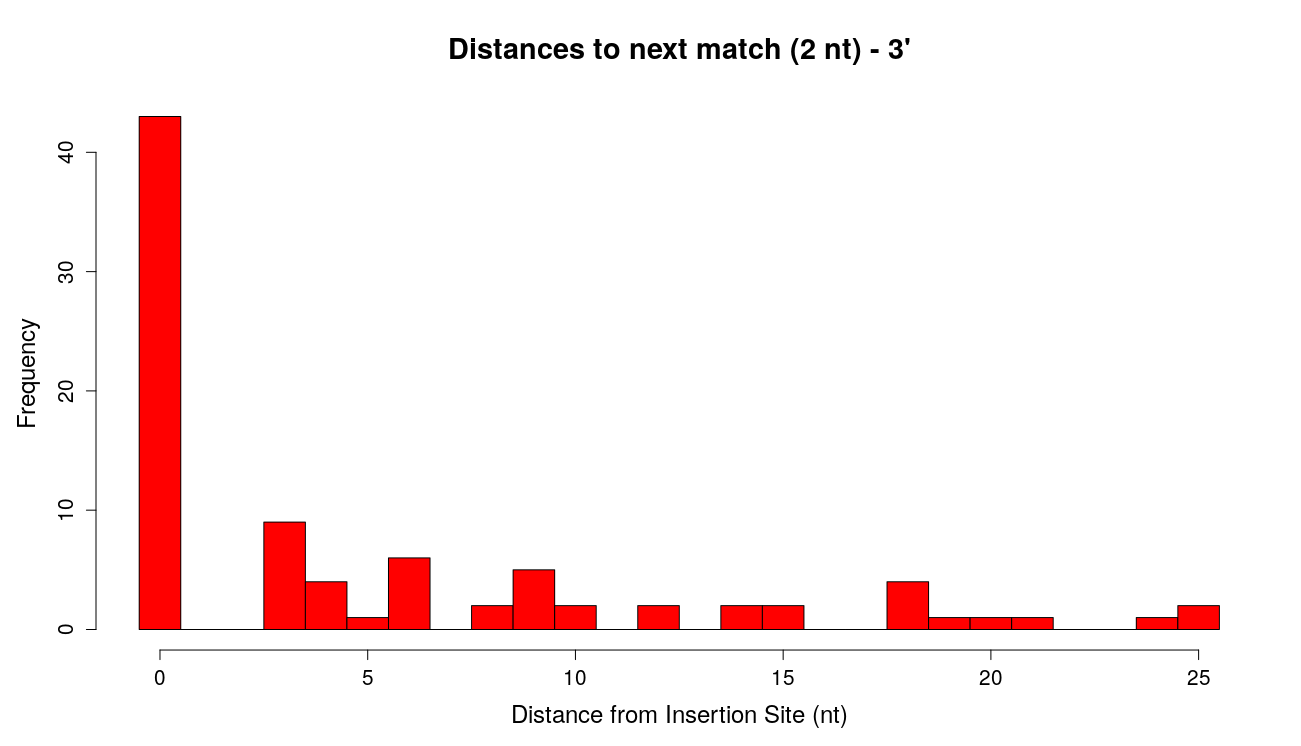 Distances to next match (2 nt) - 3'
40
30
20
10
0
Frequency
0 5 10 15 20 25
Distance from Insertion Site (nt)